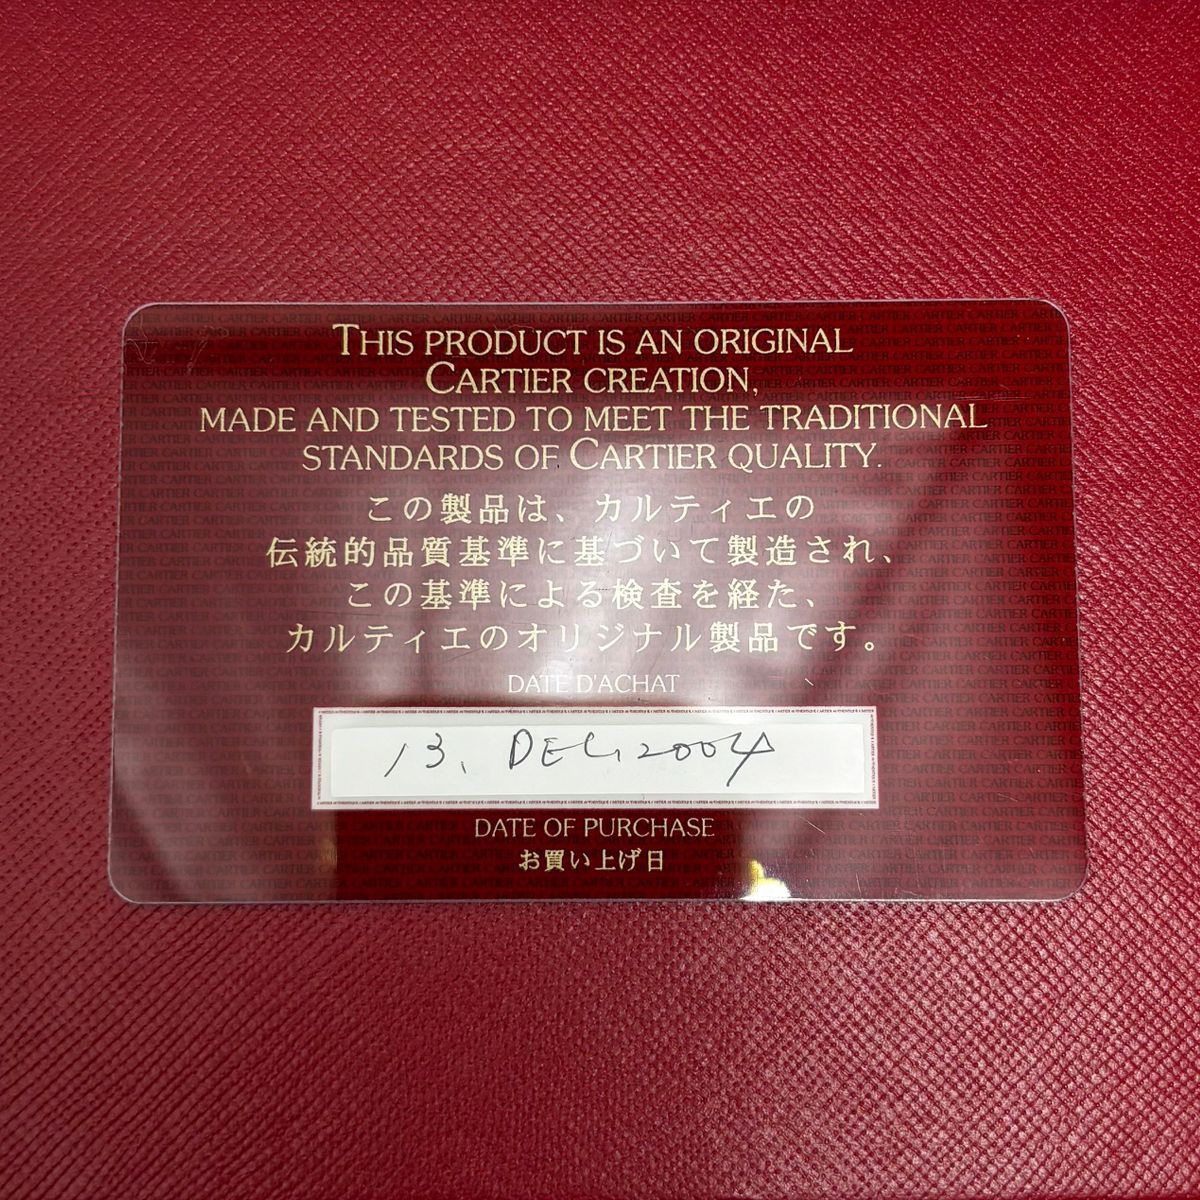 THIS PRODUCT IS AN ORIGINAL
CARTIER CREATION,
MADE AND TESTED TO MEET THE TRADITIONAL
STANDARDS OF CARTIER QUALITY.
この製品は、カルティエの
伝統的品質基準に基づいて製造され、
この基準による検査を経た、
カルティエのオリジナル製品です。
DATE D'ACHAT
13. DEC, 2004
DATE OF PURCHASE
お買い上げ日